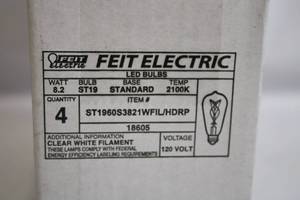 FEIT electric FEIT ELECTRIC
LED BULBS
WATT BULB BASE TEMP
8.2 ST19 STANDARD 2100K
QUANTITY ITEM #
4 ST1960S3821WFIL/HDRP
18605
ADDITIONAL INFORMATION VOLTAGE
CLEAR WHITE FILAMENT
THESE LAMPS COMPLY WITH FEDERAL 120 VOLT
ENERGY EFFICIENCY LABELING REQUIREMENTS